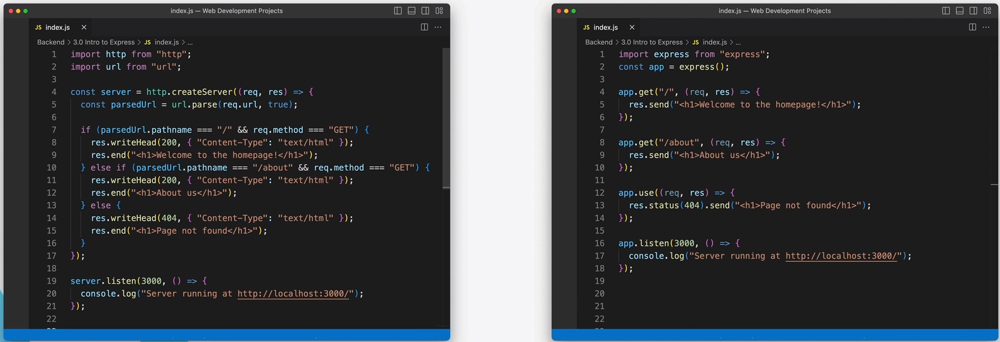 index.js — Web Development Projects
JS index.js ×
Backend > 3.0 Intro to Express > JS index.js > ...
1 import http from "http";
2 import url from "url";
3
4 const server = http.createServer((req, res) => {
5   const parsedUrl = url.parse(req.url, true);
6
7   if (parsedUrl.pathname === "/" && req.method === "GET") {
8     res.writeHead(200, { "Content-Type": "text/html" });
9     res.end("<h1>Welcome to the homepage!</h1>");
10   } else if (parsedUrl.pathname === "/about" && req.method === "GET") {
11     res.writeHead(200, { "Content-Type": "text/html" });
12     res.end("<h1>About us</h1>");
13   } else {
14     res.writeHead(404, { "Content-Type": "text/html" });
15     res.end("<h1>Page not found</h1>");
16   }
17 });
18
19 server.listen(3000, () => {
20   console.log("Server running at http://localhost:3000/");
21 });
22
index.js — Web Development Projects
JS index.js ×
Backend > 3.0 Intro to Express > JS index.js > ...
1 import express from "express";
2 const app = express();
3
4 app.get("/", (req, res) => {
5   res.send("<h1>Welcome to the homepage!</h1>");
6 });
7
8 app.get("/about", (req, res) => {
9   res.send("<h1>About us</h1>");
10 });
11
12 app.use((req, res) => {
13   res.status(404).send("<h1>Page not found</h1>");
14 });
15
16 app.listen(3000, () => {
17   console.log("Server running at http://localhost:3000/");
18 });
19
20
21
22